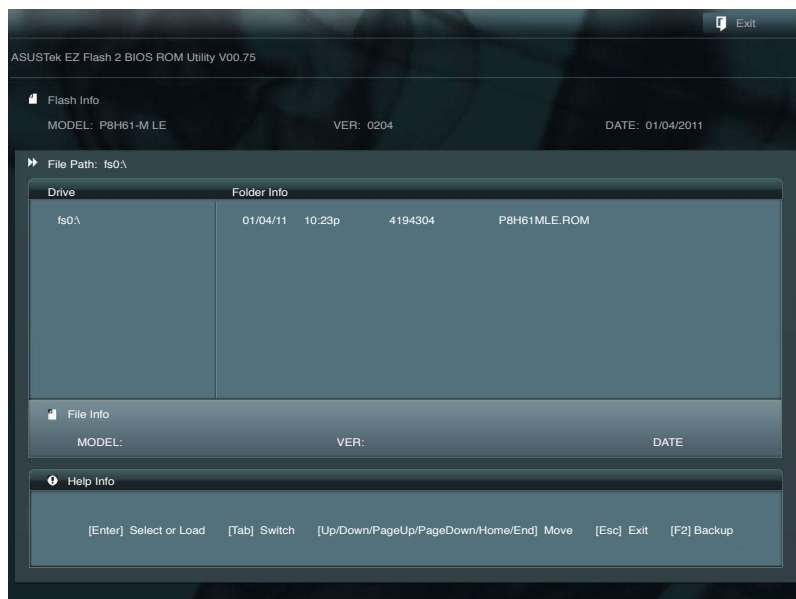 Exit
ASUSTek EZ Flash 2 BIOS ROM Utility V00.75
Flash Info
MODEL: P8H61-M LE VER: 0204 DATE: 01/04/2011
File Path: fs0:\
Drive Folder Info
fs0:\ 01/04/11 10:23p 4194304 P8H61MLE.ROM
File Info
MODEL: VER: DATE
Help Info
[Enter] Select or Load [Tab] Switch [Up/Down/PageUp/PageDown/Home/End] Move [Esc] Exit [F2] Backup